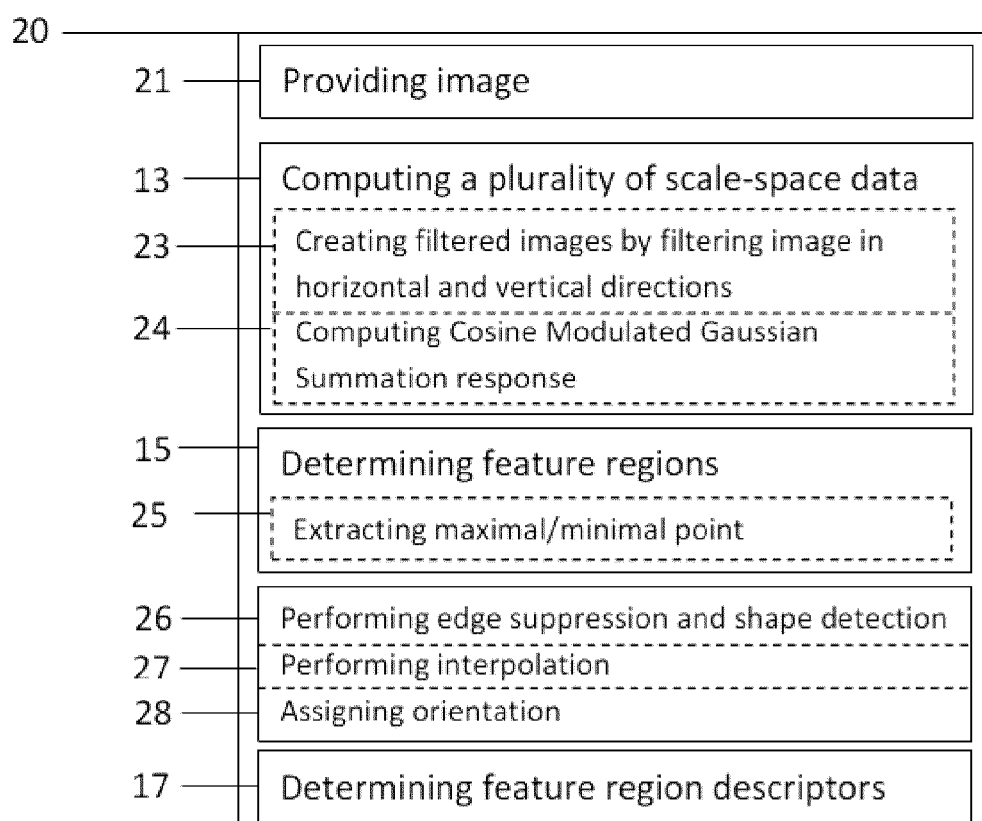 20
21 Providing image
13 Computing a plurality of scale-space data
23 Creating filtered images by filtering image in
horizontal and vertical directions
24 Computing Cosine Modulated Gaussian
Summation response
15 Determining feature regions
25 Extracting maximal/minimal point
26 Performing edge suppression and shape detection
27 Performing interpolation
28 Assigning orientation
17 Determining feature region descriptors